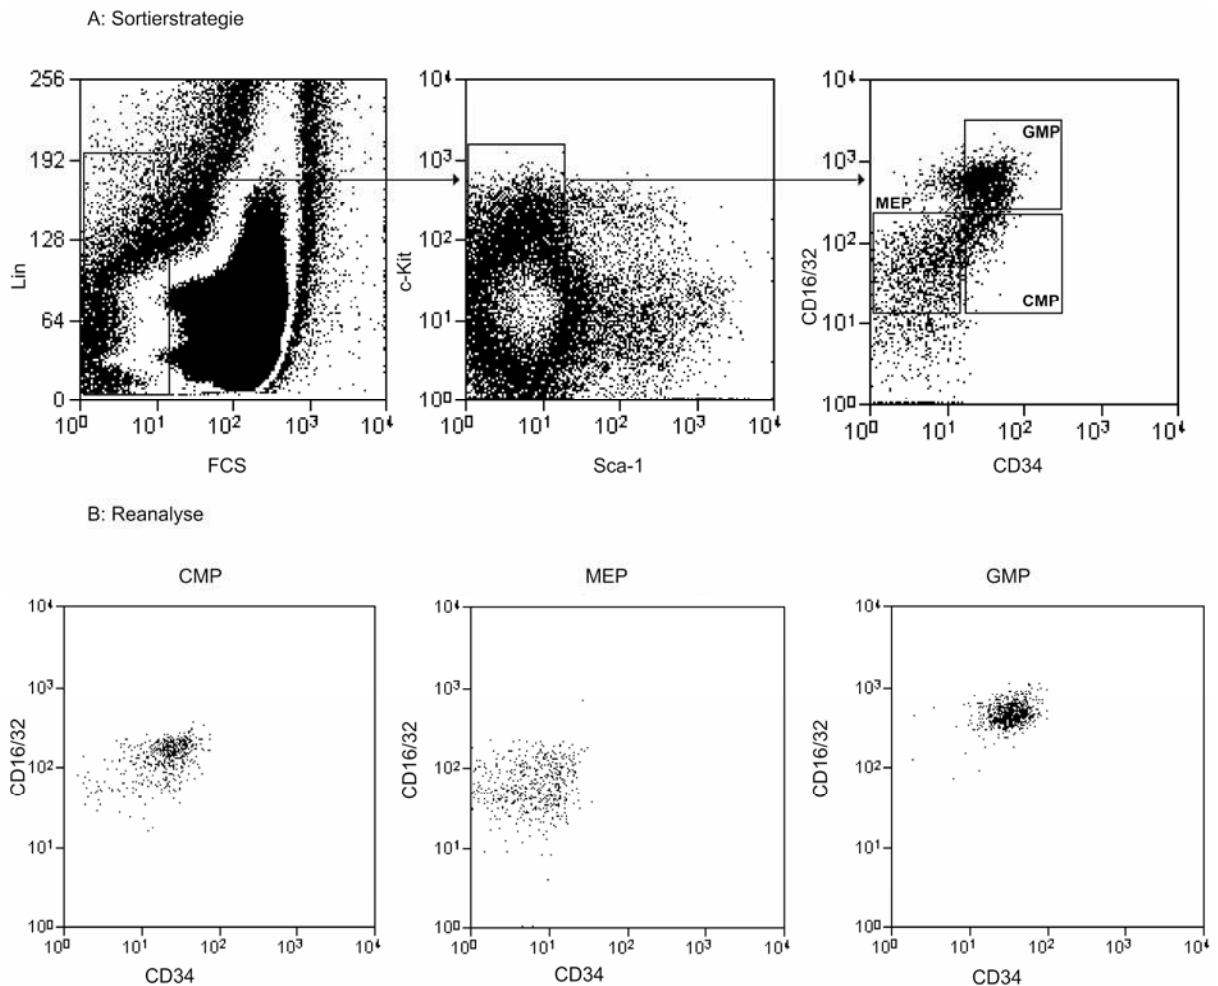 A: Sortierstrategie
256
192
128
64
0
Lin
10⁰ 10¹ 10² 10³ 10⁴
FCS
10⁴
10³
10²
10¹
10⁰
c-Kit
10⁰ 10¹ 10² 10³ 10⁴
Sca-1
10⁴
10³
10²
10¹
10⁰
CD16/32
GMP
MEP
CMP
10⁰ 10¹ 10² 10³ 10⁴
CD34
B: Reanalyse
CMP
10⁴
10³
10²
10¹
10⁰
CD16/32
10⁰ 10¹ 10² 10³ 10⁴
CD34
MEP
10⁴
10³
10²
10¹
10⁰
CD16/32
10⁰ 10¹ 10² 10³ 10⁴
CD34
GMP
10⁴
10³
10²
10¹
10⁰
CD16/32
10⁰ 10¹ 10² 10³ 10⁴
CD34